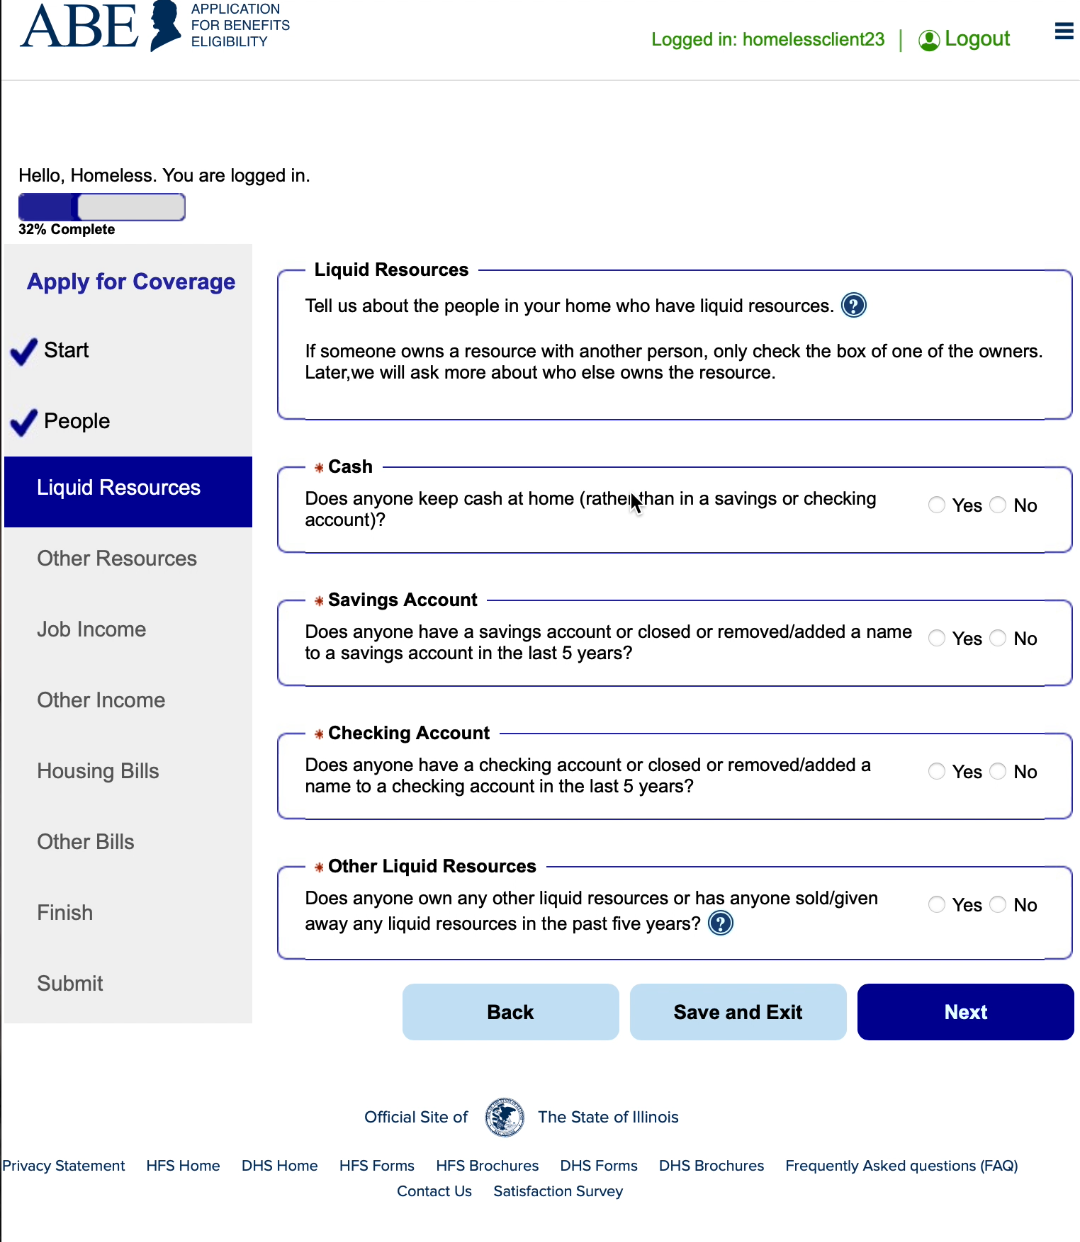 ABE
APPLICATION
FOR BENEFITS
ELIGIBILITY
Logged in: homelessclient23 | Logout
Hello, Homeless. You are logged in.
32% Complete
Apply for Coverage
Start
People
Liquid Resources
Other Resources
Job Income
Other Income
Housing Bills
Other Bills
Finish
Submit
Liquid Resources
Tell us about the people in your home who have liquid resources. ?
If someone owns a resource with another person, only check the box of one of the owners.
Later,we will ask more about who else owns the resource.
* Cash
Does anyone keep cash at home (rather than in a savings or checking
account)?
Yes No
* Savings Account
Does anyone have a savings account or closed or removed/added a name
to a savings account in the last 5 years?
Yes No
* Checking Account
Does anyone have a checking account or closed or removed/added a
name to a checking account in the last 5 years?
Yes No
* Other Liquid Resources
Does anyone own any other liquid resources or has anyone sold/given
away any liquid resources in the past five years? ?
Yes No
Back Save and Exit Next
Official Site of The State of Illinois
Privacy Statement HFS Home DHS Home HFS Forms HFS Brochures DHS Forms DHS Brochures Frequently Asked questions (FAQ)
Contact Us Satisfaction Survey